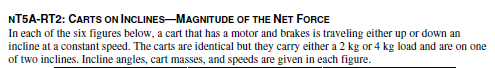 NT5A-RT2: CARTS ON INCLINES—MAGNITUDE OF THE NET FORCE
In each of the six figures below, a cart that has a motor and brakes is traveling either up or down an
incline at a constant speed. The carts are identical but they carry either a 2 kg or 4 kg load and are on one
of two inclines. Incline angles, cart masses, and speeds are given in each figure.